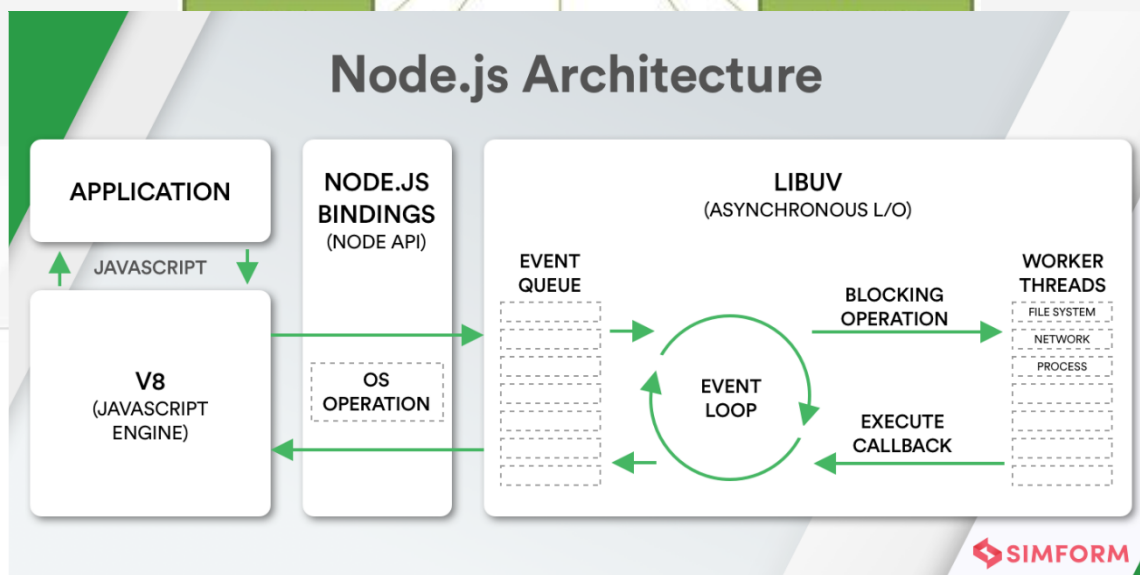 Node.js Architecture
APPLICATION
JAVASCRIPT
V8
(JAVASCRIPT
ENGINE)
NODE.JS
BINDINGS
(NODE API)
OS
OPERATION
LIBUV
(ASYNCHRONOUS L/O)
EVENT
QUEUE
EVENT
LOOP
BLOCKING
OPERATION
EXECUTE
CALLBACK
WORKER
THREADS
FILE SYSTEM
NETWORK
PROCESS
SIMFORM